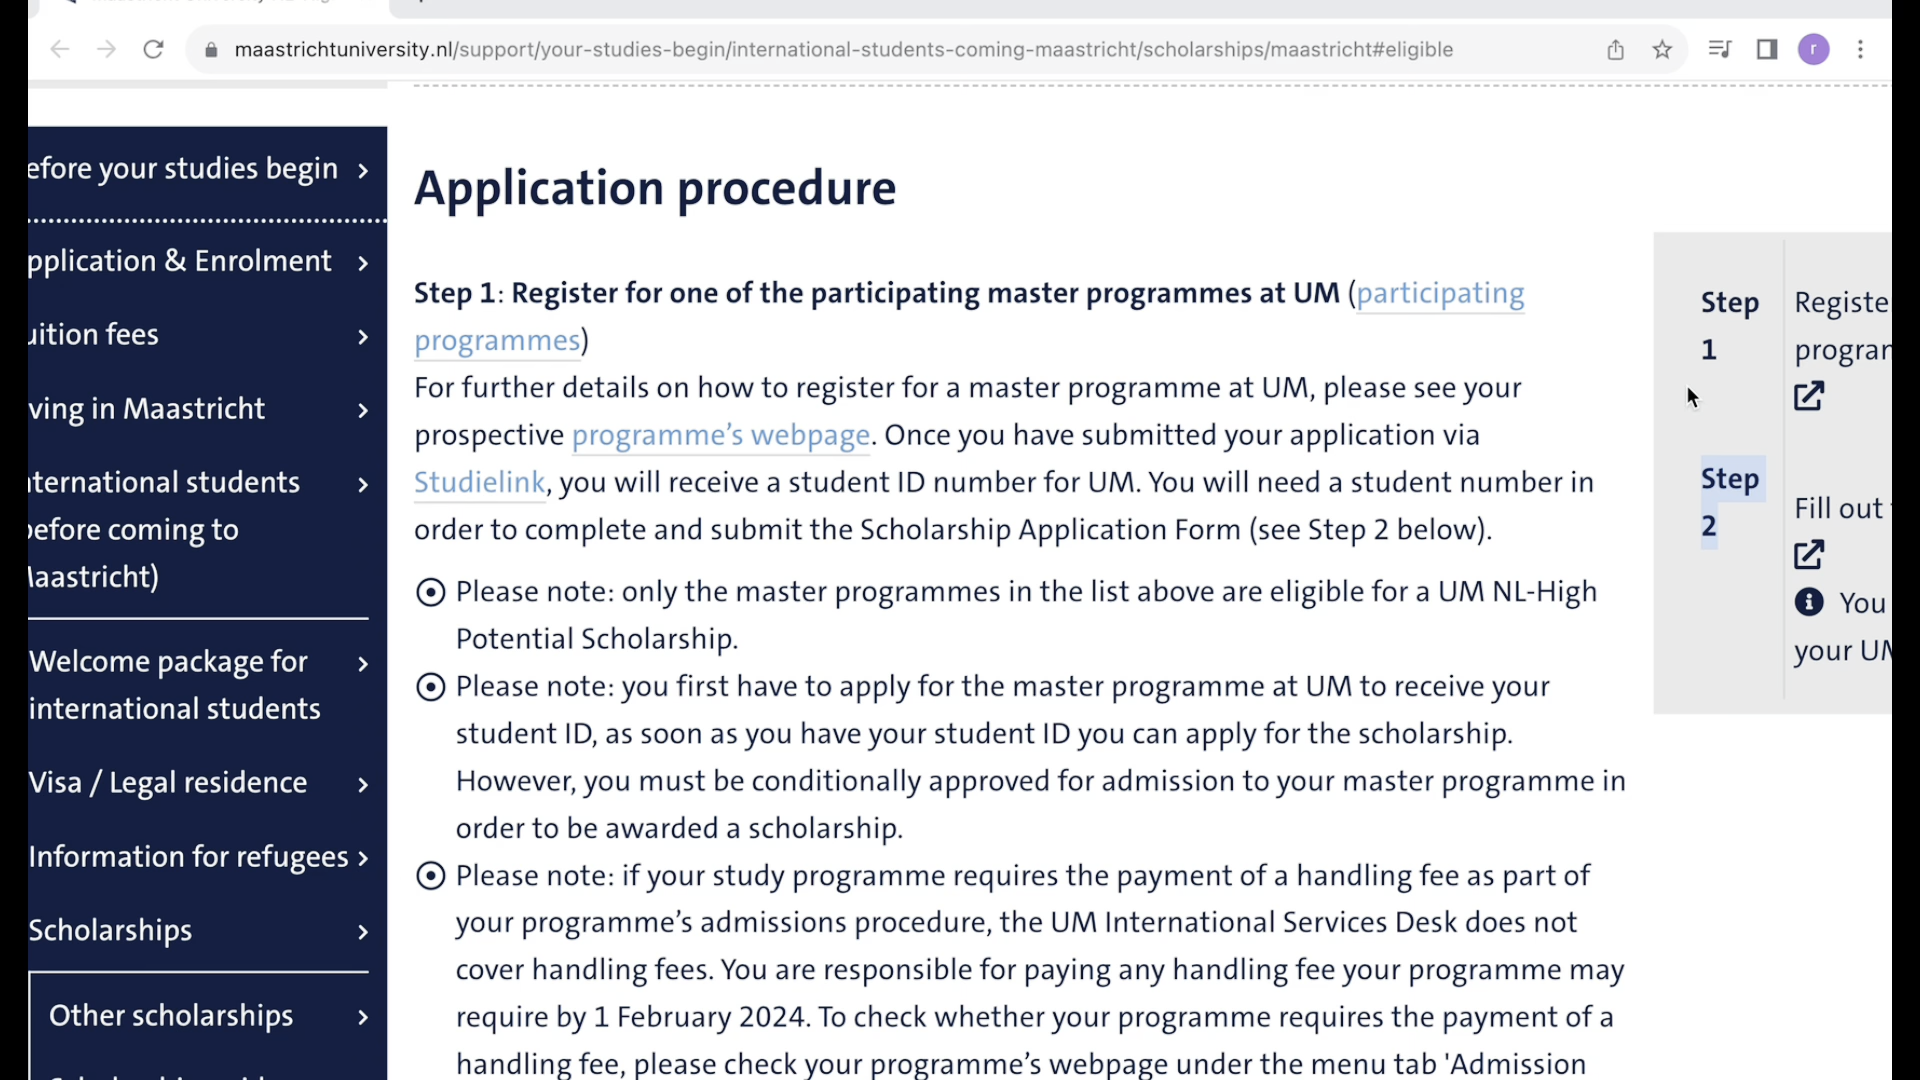 maastrichtuniversity.nl/support/your-studies-begin/international-students-coming-maastricht/scholarships/maastricht#eligible
r
efore your studies begin
pplication & Enrolment
uition fees
ving in Maastricht
ternational students
efore coming to
aastricht)
Welcome package for
international students
Visa / Legal residence
Information for refugees
Scholarships
Other scholarships
Application procedure
Step 1: Register for one of the participating master programmes at UM (participating
programmes)
For further details on how to register for a master programme at UM, please see your
prospective programme’s webpage. Once you have submitted your application via
Studielink, you will receive a student ID number for UM. You will need a student number in
order to complete and submit the Scholarship Application Form (see Step 2 below).
Please note: only the master programmes in the list above are eligible for a UM NL-High
Potential Scholarship.
Please note: you first have to apply for the master programme at UM to receive your
student ID, as soon as you have your student ID you can apply for the scholarship.
However, you must be conditionally approved for admission to your master programme in
order to be awarded a scholarship.
Please note: if your study programme requires the payment of a handling fee as part of
your programme’s admissions procedure, the UM International Services Desk does not
cover handling fees. You are responsible for paying any handling fee your programme may
require by 1 February 2024. To check whether your programme requires the payment of a
handling fee, please check your programme’s webpage under the menu tab 'Admission
Step
1
Registe
progran
Step
2
Fill out
You
your UM